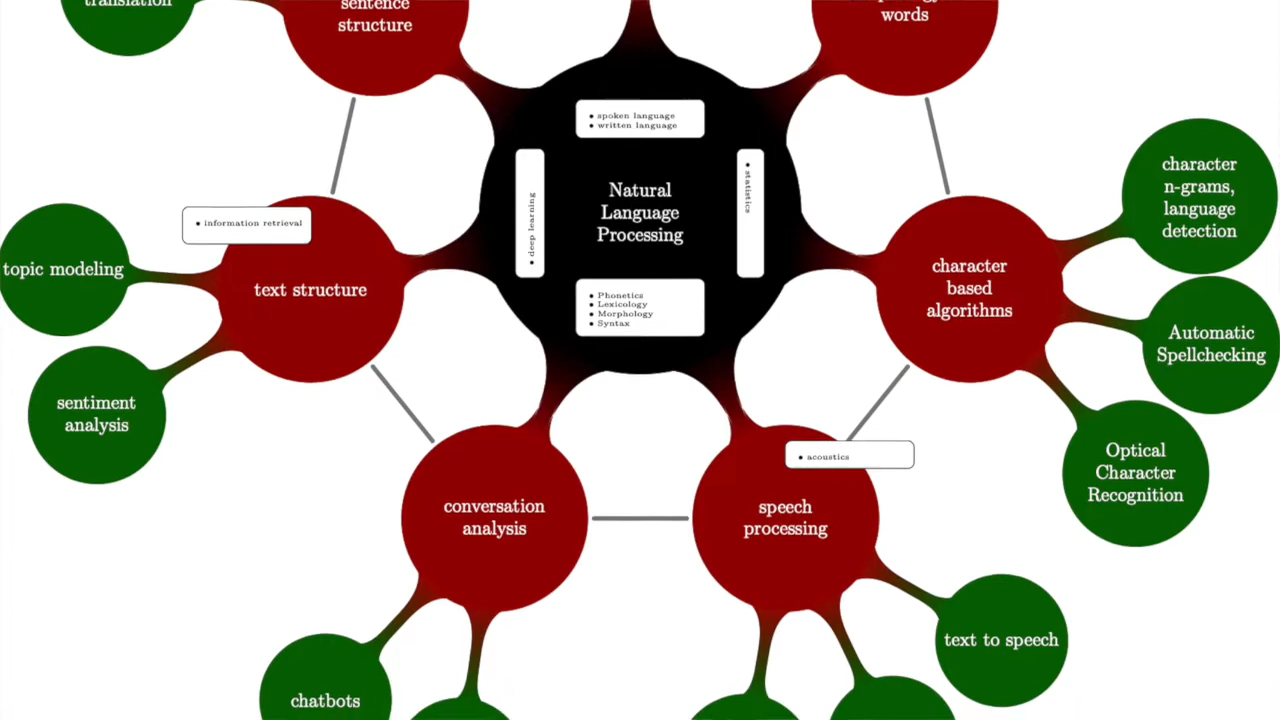 translation
sentence
structure
words
• spoken language
• written language
• deep learning
• statistics
Natural
Language
Processing
• Phonetics
• Lexicology
• Morphology
• Syntax
• information retrieval
text structure
topic modeling
sentiment
analysis
character
based
algorithms
character
n-grams,
language
detection
Automatic
Spellchecking
Optical
Character
Recognition
conversation
analysis
• acoustics
speech
processing
text to speech
chatbots